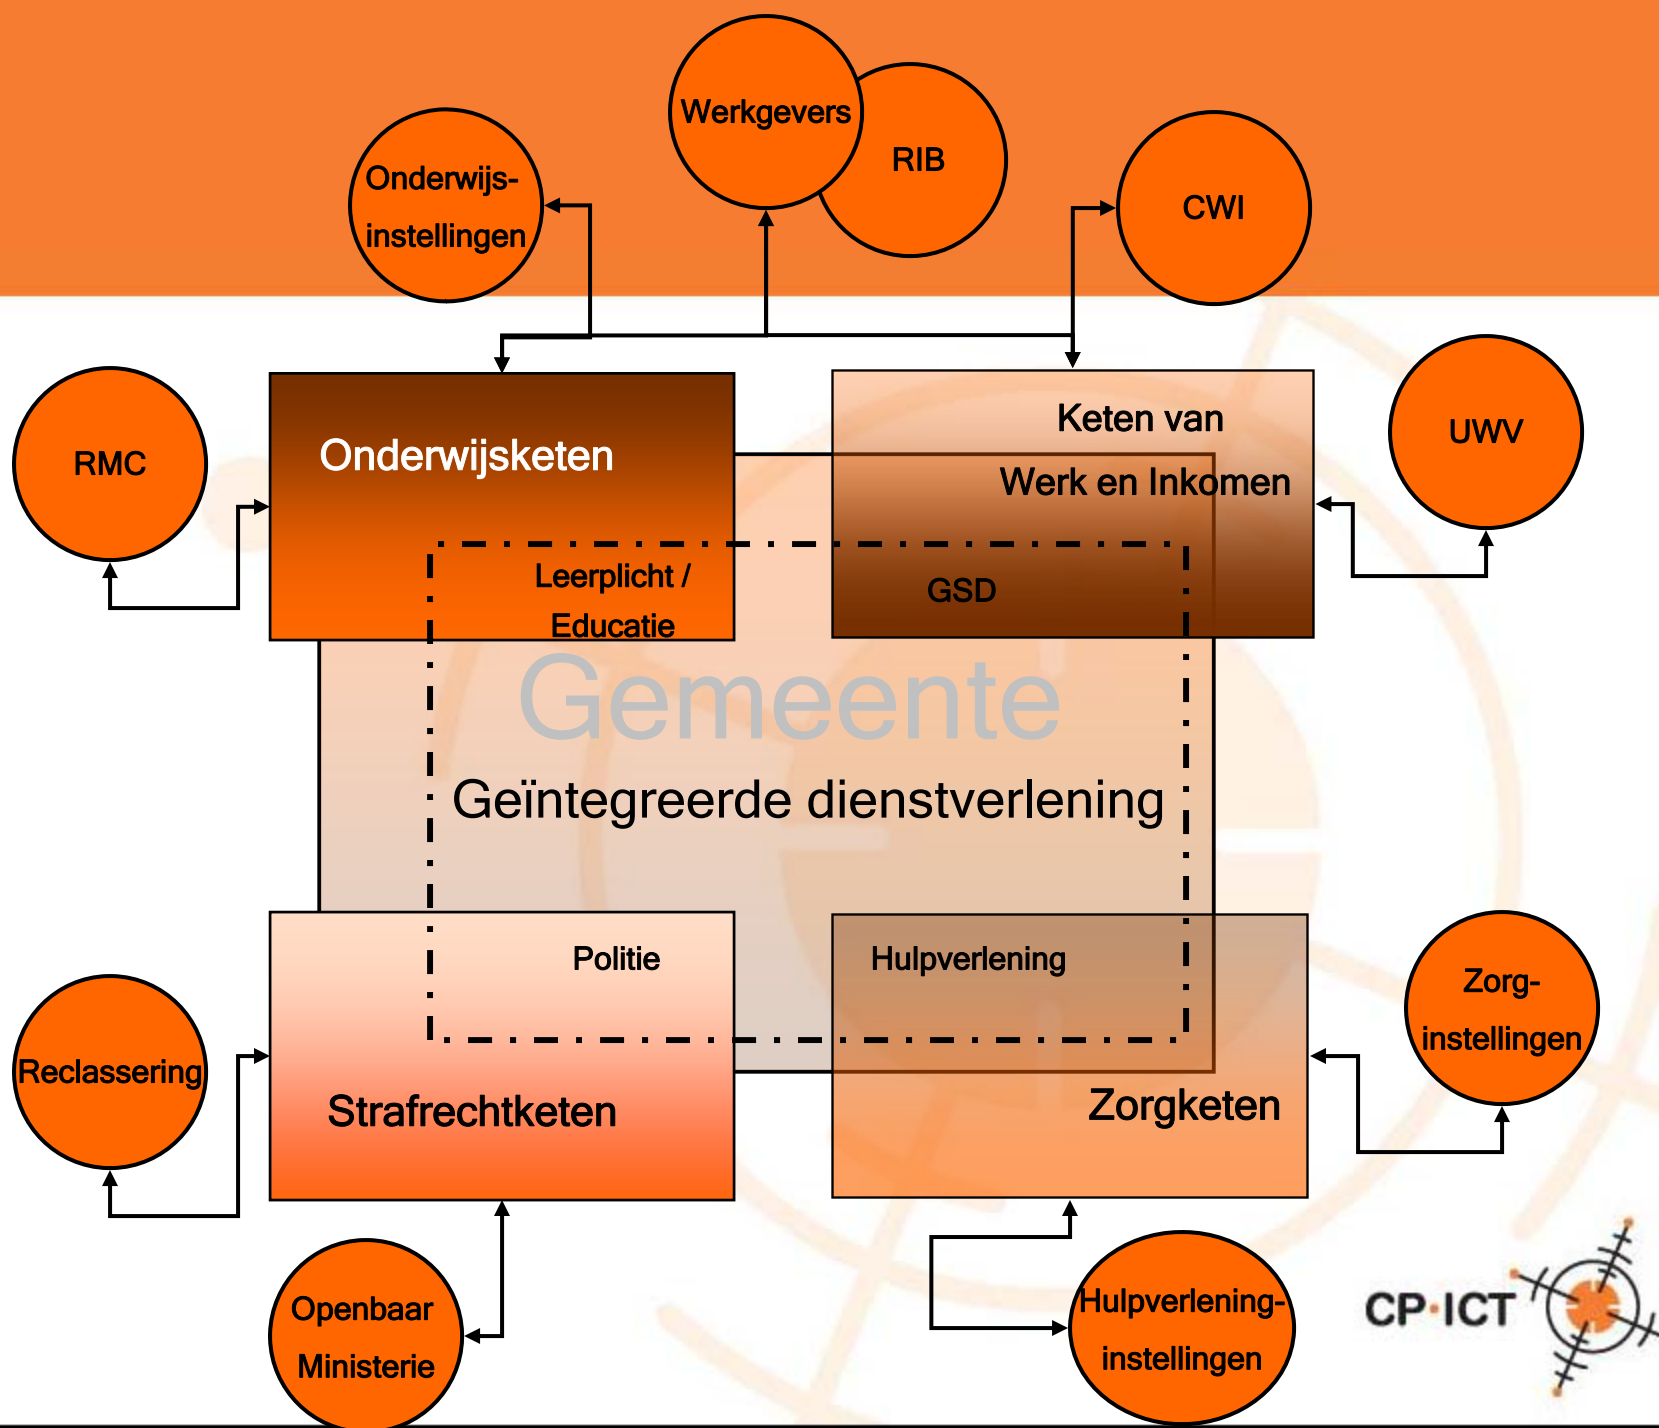 Werkgevers
RIB
Onderwijs-
instellingen
CWI
RMC
Onderwijsketen
Keten van
Werk en Inkomen
UWV
Leerplicht /
Educatie
GSD
Gemeente
Geïntegreerde dienstverlening
Politie
Hulpverlening
Strafrechtketen
Zorgketen
Reclassering
Zorg-
instellingen
Openbaar
Ministerie
Hulpverlening-
instellingen
CP·ICT